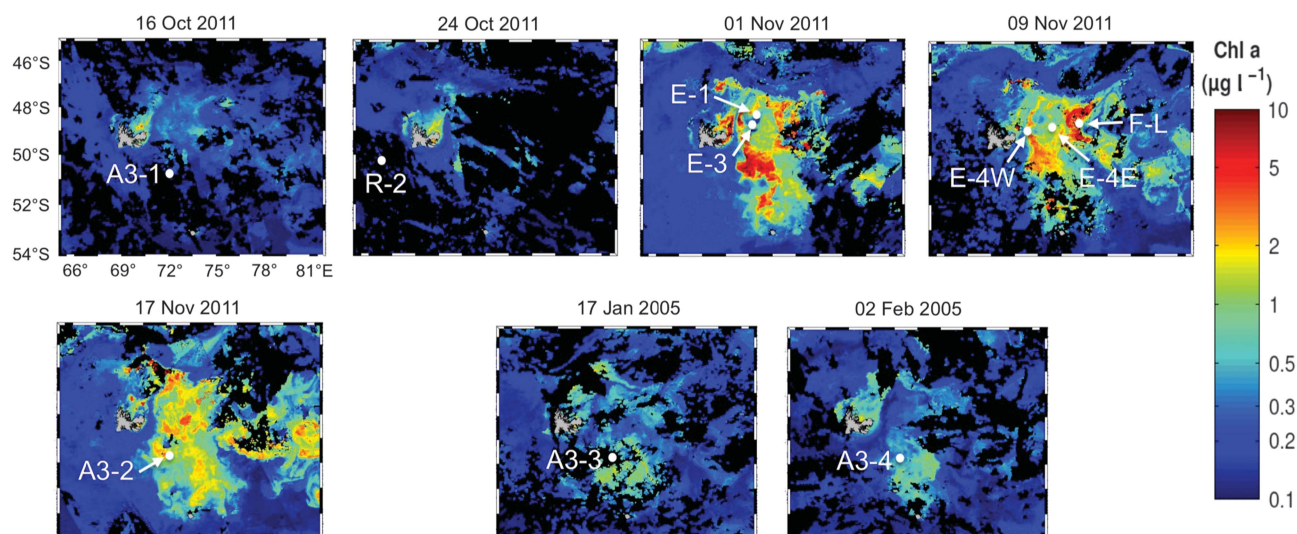 16 Oct 2011
24 Oct 2011
01 Nov 2011
09 Nov 2011
Chl a
(µg l⁻¹)
46°S
48°S
50°S
52°S
54°S
66°
69°
72°
75°
78°
81°E
A3-1
R-2
E-1
E-3
F-L
E-4W
E-4E
10
5
2
1
0.5
0.3
0.2
0.1
17 Nov 2011
17 Jan 2005
02 Feb 2005
A3-2
A3-3
A3-4